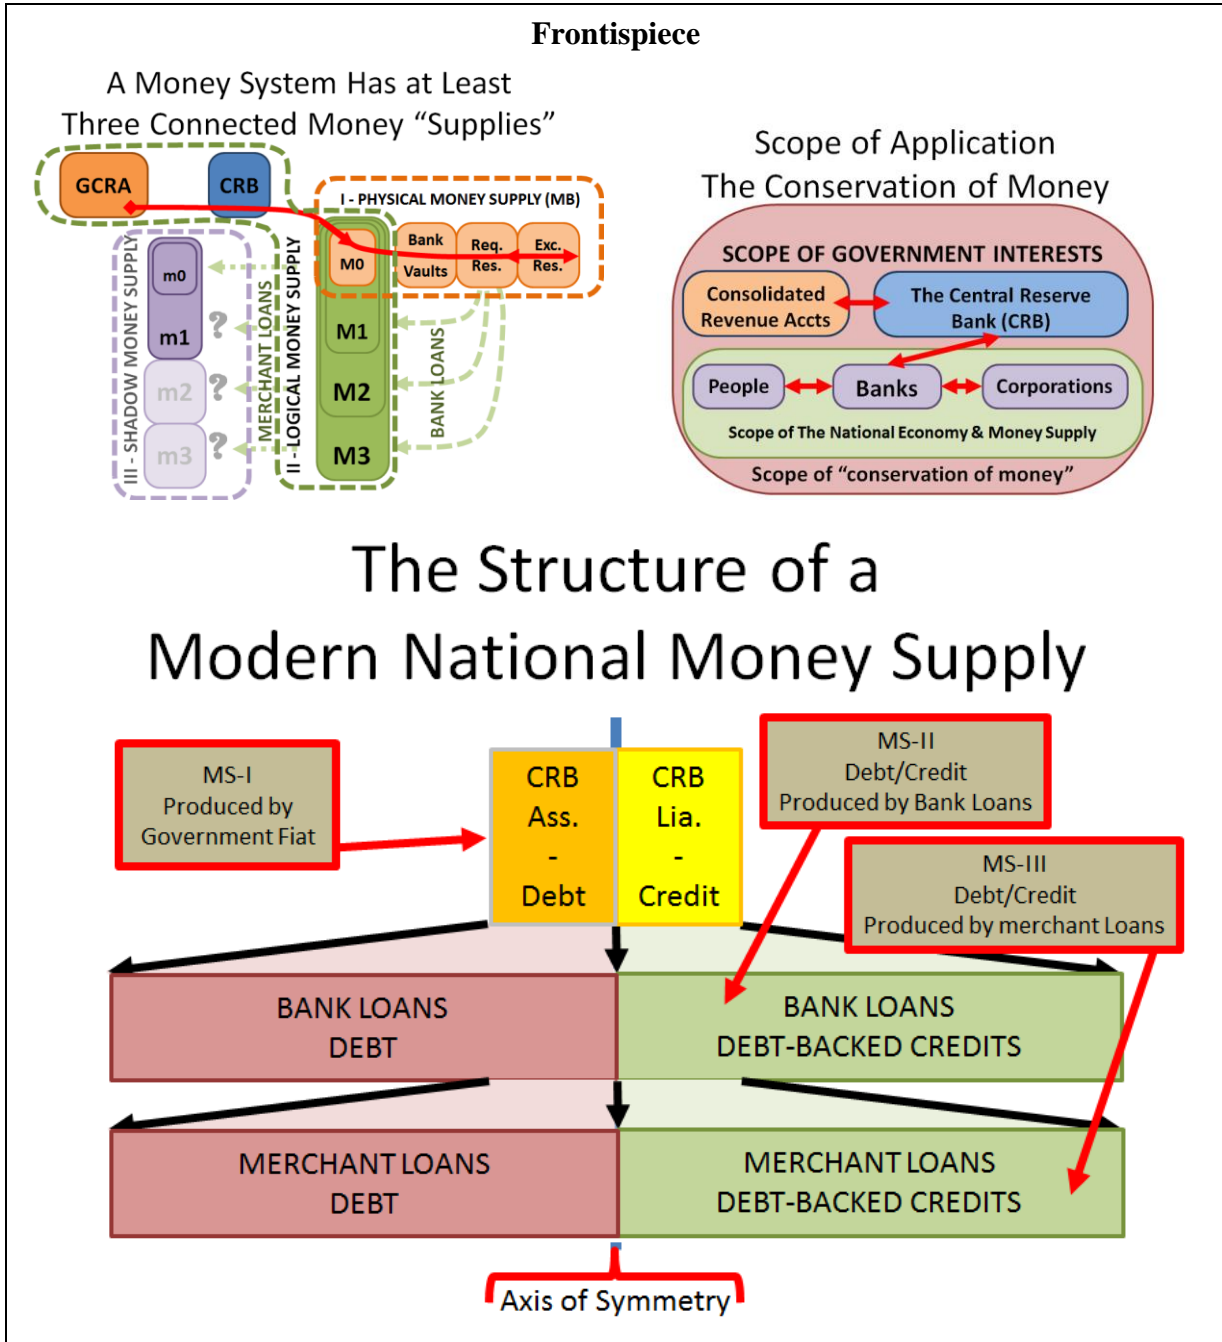 Frontispiece
A Money System Has at Least
Three Connected Money “Supplies”
GCRA
CRB
I - PHYSICAL MONEY SUPPLY (MB)
M0
Bank
Vaults
Req.
Res.
Exc.
Res.
III - SHADOW MONEY SUPPLY
m0
m1
m2
m3
?
?
?
MERCHANT LOANS
II - LOGICAL MONEY SUPPLY
M1
M2
M3
BANK LOANS
Scope of Application
The Conservation of Money
SCOPE OF GOVERNMENT INTERESTS
Consolidated
Revenue Accts
The Central Reserve
Bank (CRB)
People
Banks
Corporations
Scope of The National Economy & Money Supply
Scope of “conservation of money”
The Structure of a
Modern National Money Supply
MS-I
Produced by
Government Fiat
CRB
Ass.
-
Debt
CRB
Lia.
-
Credit
MS-II
Debt/Credit
Produced by Bank Loans
MS-III
Debt/Credit
Produced by merchant Loans
BANK LOANS
DEBT
BANK LOANS
DEBT-BACKED CREDITS
MERCHANT LOANS
DEBT
MERCHANT LOANS
DEBT-BACKED CREDITS
Axis of Symmetry